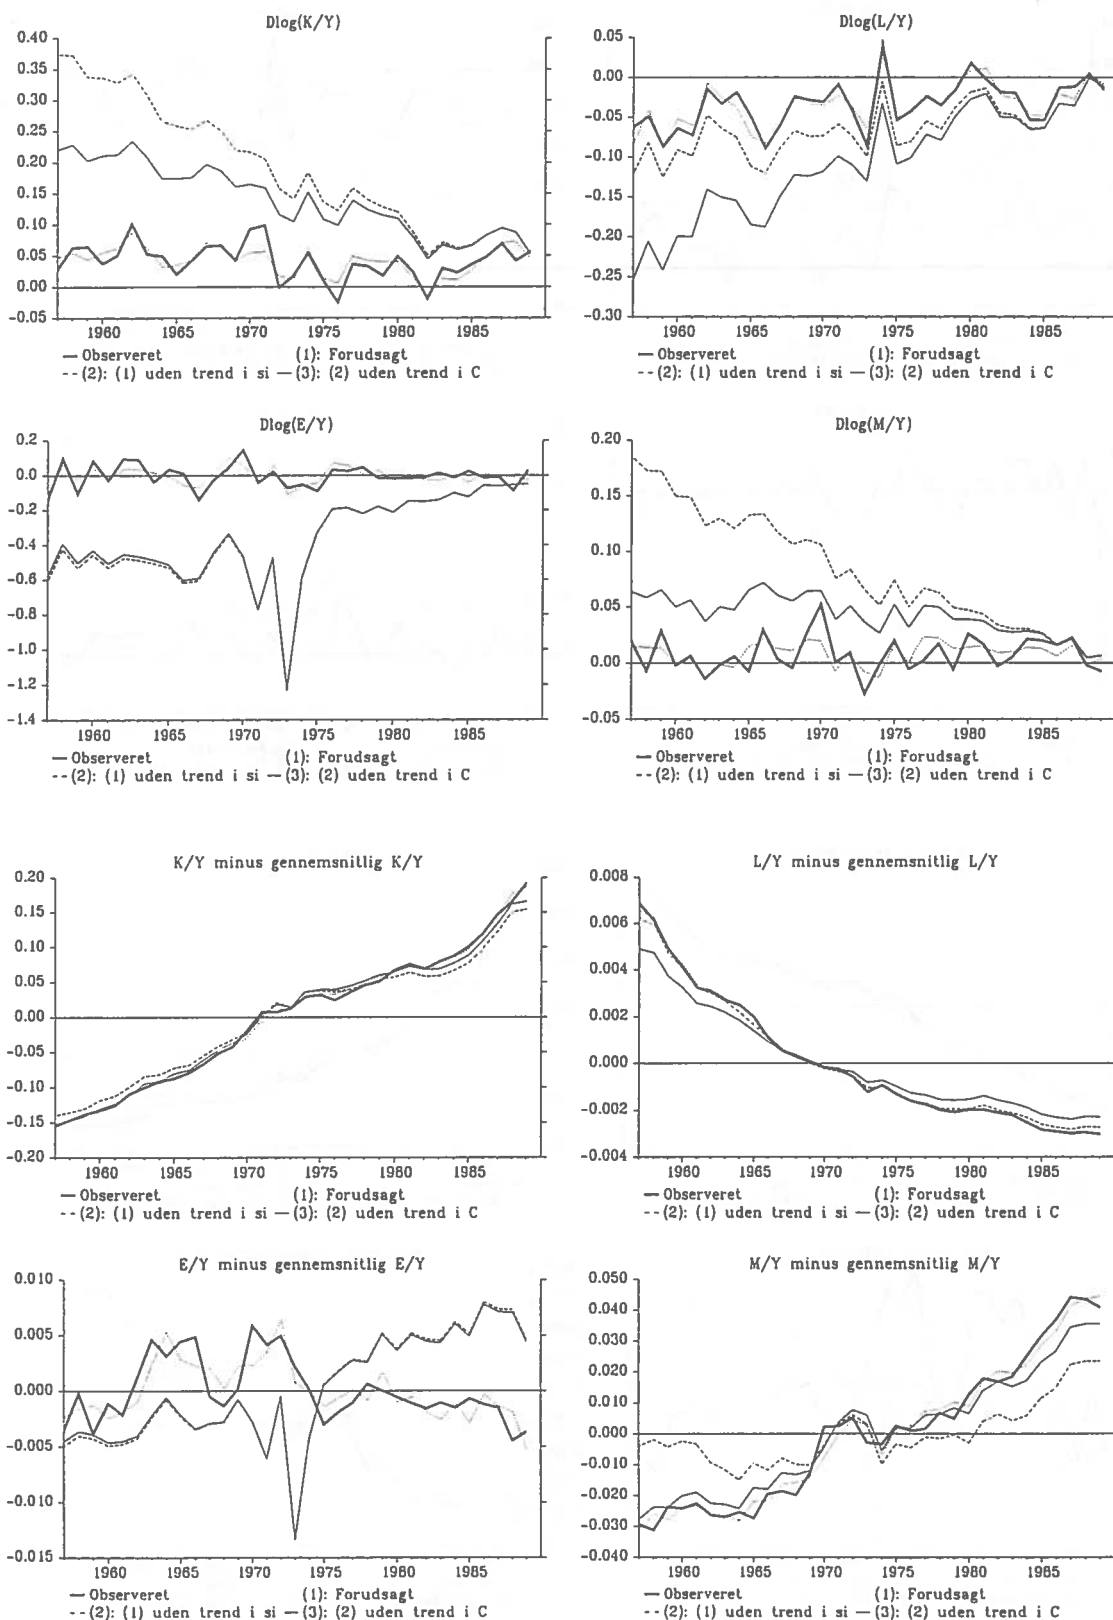 Dlog(K/Y)
0.40
0.35
0.30
0.25
0.20
0.15
0.10
0.05
0.00
-0.05
1960 1965 1970 1975 1980 1985
— Observeret (1): Forudsagt
--(2): (1) uden trend i si —(3): (2) uden trend i C
Dlog(L/Y)
0.05
0.00
-0.05
-0.10
-0.15
-0.20
-0.25
-0.30
1960 1965 1970 1975 1980 1985
— Observeret (1): Forudsagt
--(2): (1) uden trend i si —(3): (2) uden trend i C
Dlog(E/Y)
0.2
0.0
-0.2
-0.4
-0.6
-0.8
-1.0
-1.2
-1.4
1960 1965 1970 1975 1980 1985
— Observeret (1): Forudsagt
--(2): (1) uden trend i si —(3): (2) uden trend i C
Dlog(M/Y)
0.20
0.15
0.10
0.05
0.00
-0.05
1960 1965 1970 1975 1980 1985
— Observeret (1): Forudsagt
--(2): (1) uden trend i si —(3): (2) uden trend i C
K/Y minus gennemsnitlig K/Y
0.20
0.15
0.10
0.05
0.00
-0.05
-0.10
-0.15
-0.20
1960 1965 1970 1975 1980 1985
— Observeret (1): Forudsagt
--(2): (1) uden trend i si —(3): (2) uden trend i C
L/Y minus gennemsnitlig L/Y
0.008
0.006
0.004
0.002
0.000
-0.002
-0.004
1960 1965 1970 1975 1980 1985
— Observeret (1): Forudsagt
--(2): (1) uden trend i si —(3): (2) uden trend i C
E/Y minus gennemsnitlig E/Y
0.010
0.005
0.000
-0.005
-0.010
-0.015
1960 1965 1970 1975 1980 1985
— Observeret (1): Forudsagt
--(2): (1) uden trend i si —(3): (2) uden trend i C
M/Y minus gennemsnitlig M/Y
0.050
0.040
0.030
0.020
0.010
0.000
-0.010
-0.020
-0.030
-0.040
1960 1965 1970 1975 1980 1985
— Observeret (1): Forudsagt
--(2): (1) uden trend i si —(3): (2) uden trend i C